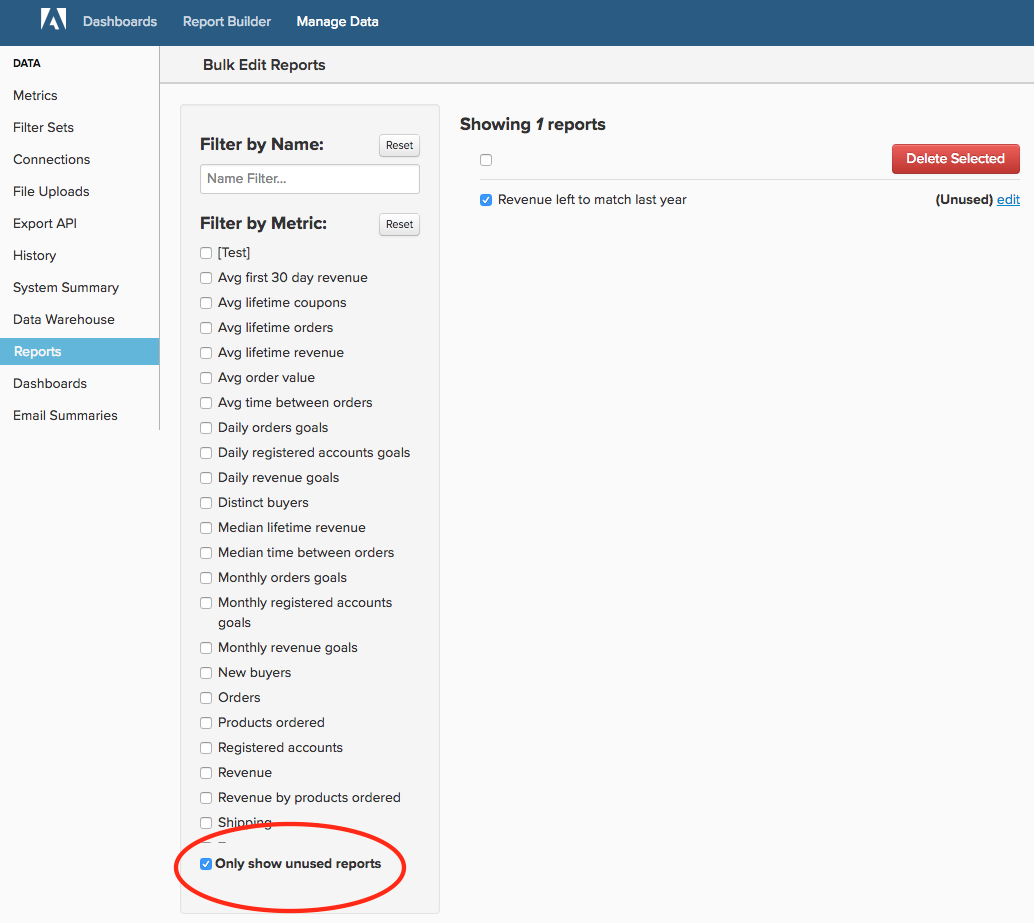 Dashboards Report Builder Manage Data
DATA
Metrics
Filter Sets
Connections
File Uploads
Export API
History
System Summary
Data Warehouse
Reports
Dashboards
Email Summaries
Bulk Edit Reports
Filter by Name: Reset
Name Filter...
Filter by Metric: Reset
[Test]
Avg first 30 day revenue
Avg lifetime coupons
Avg lifetime orders
Avg lifetime revenue
Avg order value
Avg time between orders
Daily orders goals
Daily registered accounts goals
Daily revenue goals
Distinct buyers
Median lifetime revenue
Median time between orders
Monthly orders goals
Monthly registered accounts
goals
Monthly revenue goals
New buyers
Orders
Products ordered
Registered accounts
Revenue
Revenue by products ordered
Shipping
Only show unused reports
Showing 1 reports
Delete Selected
Revenue left to match last year (Unused) edit